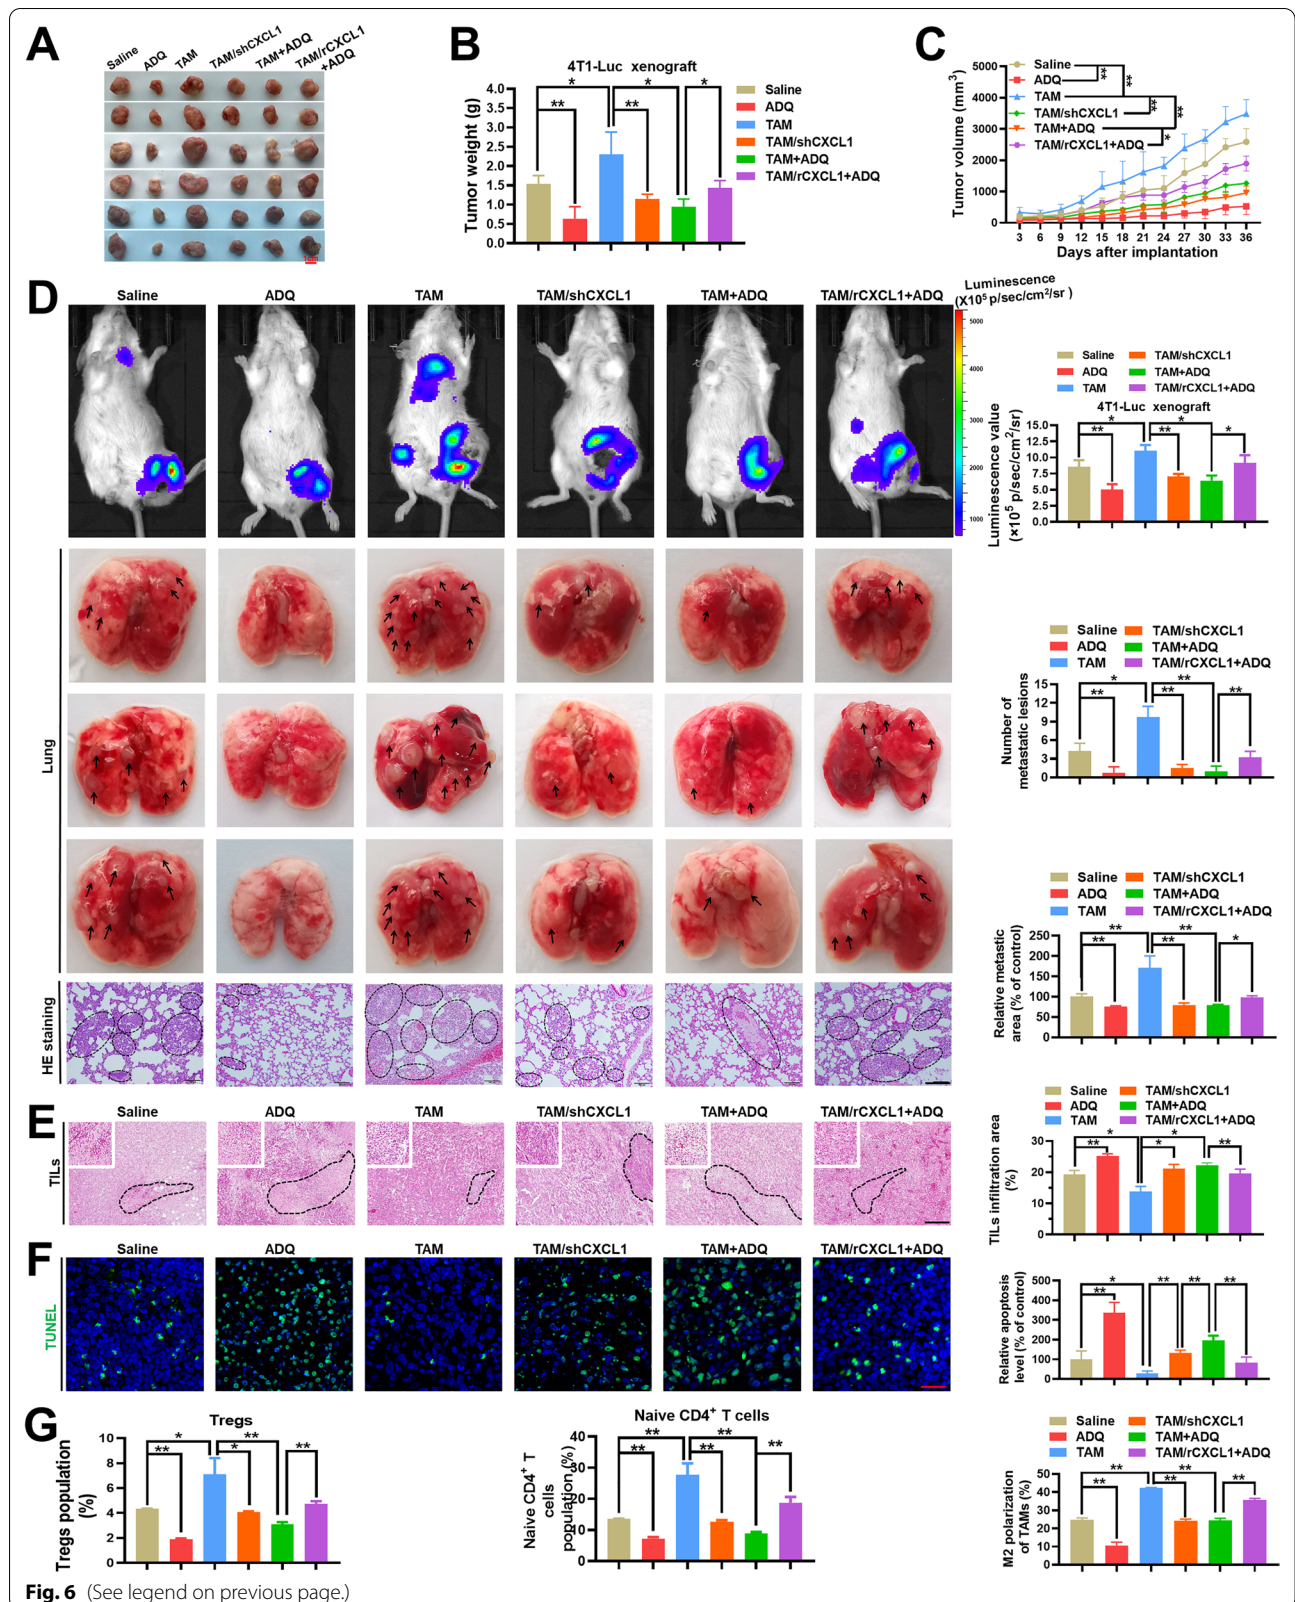 A
Saline
ADQ
TAM
TAM/shCXCL1
TAM+ADQ
TAM/rCXCL1
+ADQ
B
4T1-Luc xenograft
Tumor weight (g)
4.0
3.5
3.0
2.5
2.0
1.5
1.0
0.5
0.0
* * *
** **
Saline
ADQ
TAM
TAM/shCXCL1
TAM+ADQ
TAM/rCXCL1+ADQ
C
Tumor volume (mm³)
5000
4000
3000
2000
1000
0
Saline
ADQ
TAM
TAM/shCXCL1
TAM+ADQ
TAM/rCXCL1+ADQ
** ** ** ** *
3 6 9 12 15 18 21 24 27 30 33 36
Days after implantation
D
Saline ADQ TAM TAM/shCXCL1 TAM+ADQ TAM/rCXCL1+ADQ
Luminescence
(X10⁵ p/sec/cm²/sr )
5000
4000
3000
2000
1000
Saline TAM/shCXCL1
ADQ TAM+ADQ
TAM TAM/rCXCL1+ADQ
4T1-Luc xenograft
Luminescence value
(×10⁵ p/sec/cm²/sr)
15.0
12.5
10.0
7.5
5.0
2.5
0.0
* *
** ** *
Lung
Saline TAM/shCXCL1
ADQ TAM+ADQ
TAM TAM/rCXCL1+ADQ
Number of
metastatic lesions
15
12
9
6
3
0
* **
** ** **
Saline TAM/shCXCL1
ADQ TAM+ADQ
TAM TAM/rCXCL1+ADQ
Relative metastic
area (% of control)
250
200
150
100
50
0
** **
** ** *
HE staining
E
Saline ADQ TAM TAM/shCXCL1 TAM+ADQ TAM/rCXCL1+ADQ
TILs
Saline TAM/shCXCL1
ADQ TAM+ADQ
TAM TAM/rCXCL1+ADQ
TILs infiltration area
(%)
30
20
10
0
* *
** * **
F
Saline ADQ TAM TAM/shCXCL1 TAM+ADQ TAM/rCXCL1+ADQ
TUNEL
Relative apoptosis
level (% of control)
500
400
300
200
100
0
* ** ** **
**
G
Tregs
Tregs population
(%)
10
8
6
4
2
0
* **
** * **
Naive CD4⁺ T cells
Naive CD4⁺ T
cells
population (%)
40
30
20
10
0
** **
** ** **
Saline TAM/shCXCL1
ADQ TAM+ADQ
TAM TAM/rCXCL1+ADQ
M2 polarization
of TAMs (%)
50
40
30
20
10
0
** **
** ** **
Fig. 6 (See legend on previous page.)